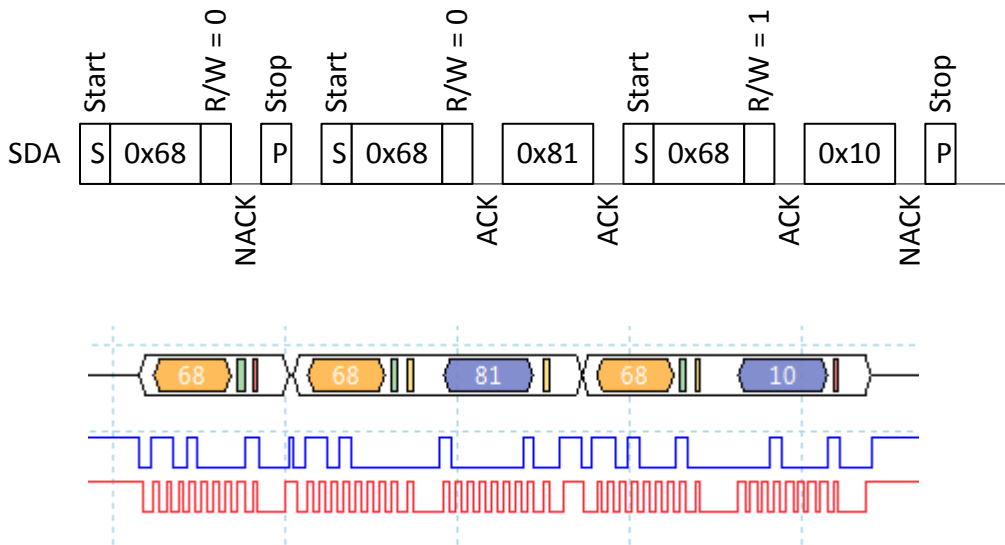 Start R/W = 0 Stop Start R/W = 0 Start R/W = 1 Stop
SDA S 0x68 P S 0x68 0x81 S 0x68 0x10 P
NACK ACK ACK ACK NACK
68 68 81 68 10